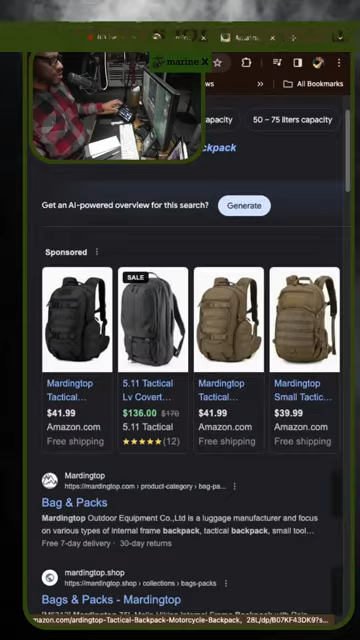 marine X
ws
»
All Bookmarks
apacity
50 – 75 liters capacity
ckpack
Get an AI-powered overview for this search?
Generate
Sponsored
SALE
Mardingtop Tactical…
$41.99
Amazon.com
Free shipping
5.11 Tactical Lv Covert…
$136.00 $170
5.11 Tactical
(12)
Mardingtop Tactical…
$41.99
Amazon.com
Free shipping
Mardingtop Small Tactic…
$39.99
Amazon.com
Free shipping
Mardingtop
https://mardingtop.com › product-category › bag-pa...
Bag & Packs
Mardingtop Outdoor Equipment Co.,Ltd is a luggage manufacturer and focus
on various types of internal frame backpack, tactical backpack, small tool...
Free 7-day delivery · 30-day returns
mardingtop.shop
https://mardingtop.shop › collections › bags-packs
Bags & Packs - Mardington